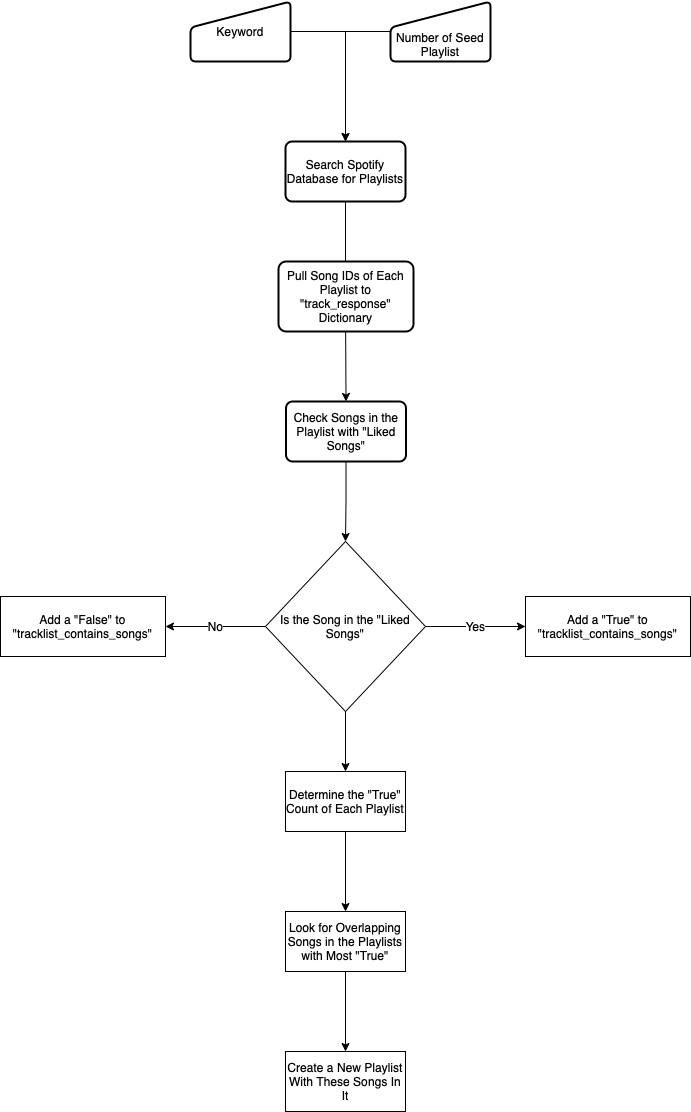 Keyword
Number of Seed
Playlist
Search Spotify
Database for Playlists
Pull Song IDs of Each
Playlist to
"track_response"
Dictionary
Check Songs in the
Playlist with "Liked
Songs"
Is the Song in the "Liked
Songs"
No
Yes
Add a "False" to
"tracklist_contains_songs"
Add a "True" to
"tracklist_contains_songs"
Determine the "True"
Count of Each Playlist
Look for Overlapping
Songs in the Playlists
with Most "True"
Create a New Playlist
With These Songs In
It